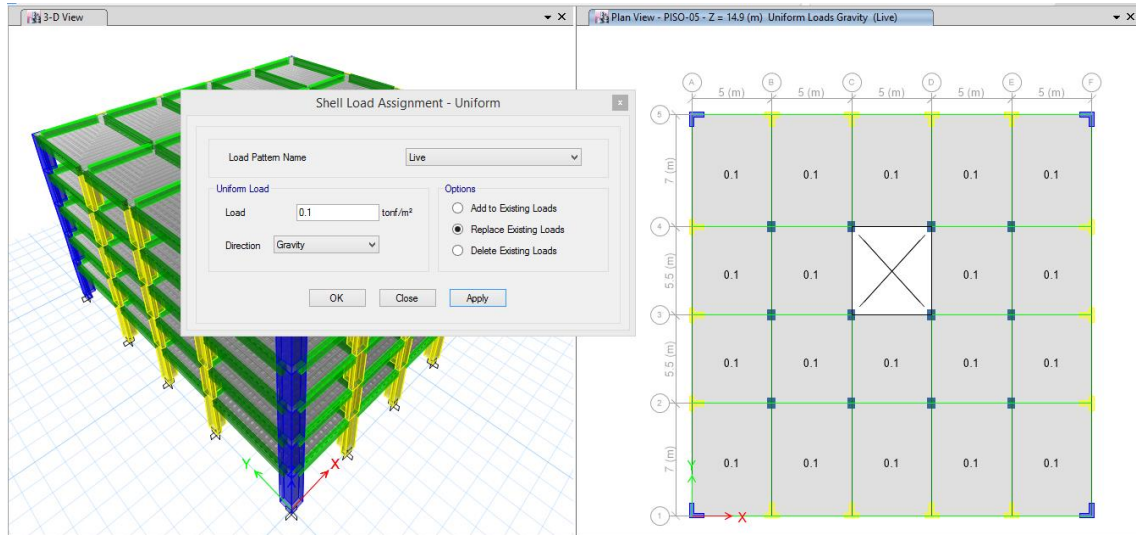 3-D View
Plan View - PISO-05 - Z = 14.9 (m) Uniform Loads Gravity (Live)
Shell Load Assignment - Uniform
Load Pattern Name
Live
Uniform Load
Load
0.1
tonf/m²
Direction
Gravity
Options
Add to Existing Loads
Replace Existing Loads
Delete Existing Loads
OK
Close
Apply
Y
X
A B C D E F
5 (m) 5 (m) 5 (m) 5 (m) 5 (m)
5
7 (m)
0.1 0.1 0.1 0.1 0.1
4
5.5 (m)
0.1 0.1 0.1 0.1
3
5.5 (m)
0.1 0.1 0.1 0.1 0.1
2
7 (m)
0.1 0.1 0.1 0.1 0.1
Y
1
X